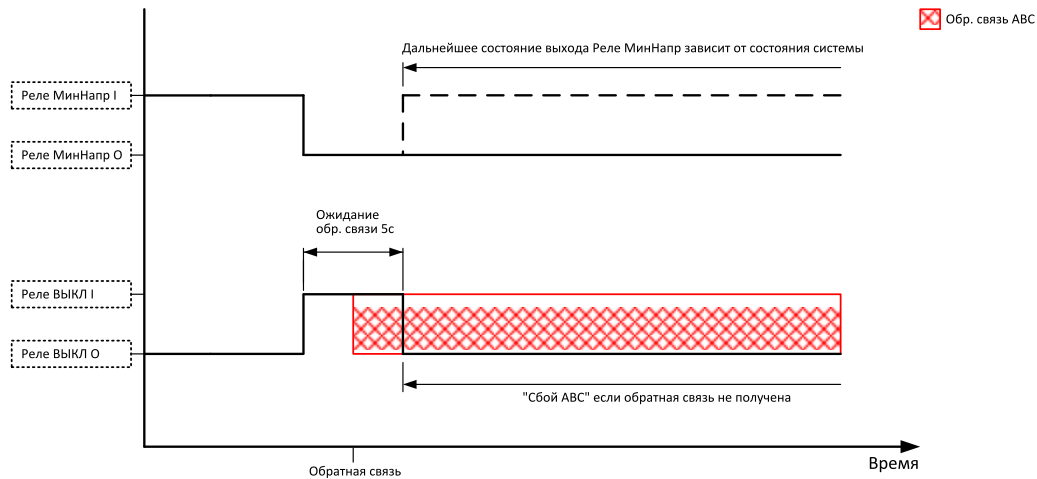 Обр. связь АВС
Дальнейшее состояние выхода Реле МинНапр зависит от состояния системы
Реле МинНапр I
Реле МинНапр O
Ожидание
обр. связи 5с
Реле ВЫКЛ I
Реле ВЫКЛ O
"Сбой АВС" если обратная связь не получена
Время
Обратная связь